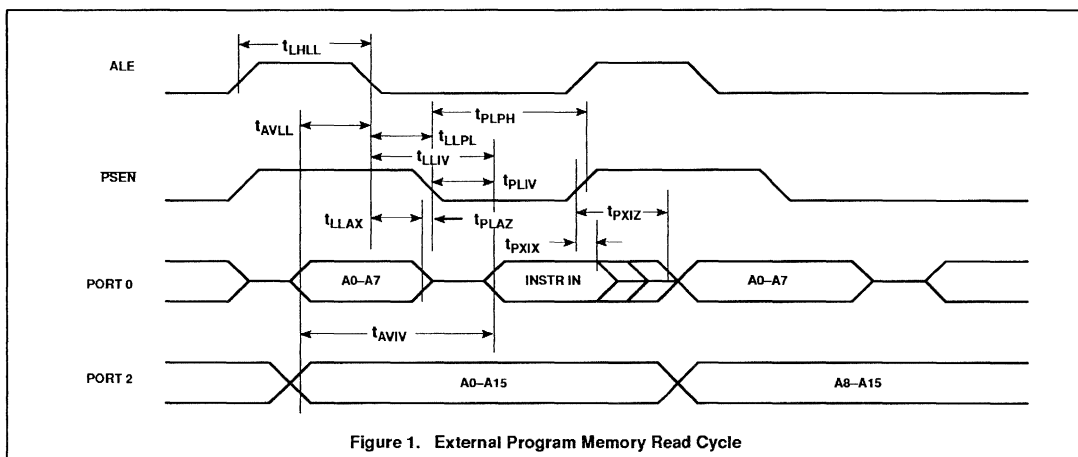 ALE
tLHLL
tAVLL
tPLPH
tLLPL
tLLIV
PSEN
tPLIV
tLLAX
tPLAZ
tPXIZ
tPXIX
PORT 0
A0–A7
INSTR IN
A0–A7
tAVIV
PORT 2
A0–A15
A8–A15
Figure 1. External Program Memory Read Cycle